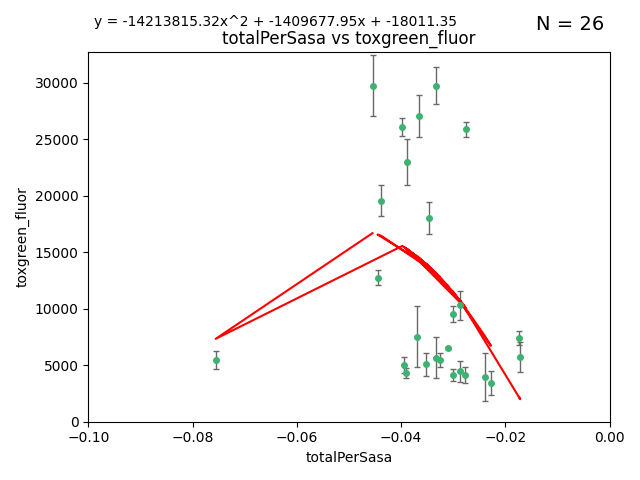 y = -14213815.32x^2 + -1409677.95x + -18011.35
N = 26
totalPerSasa vs toxgreen_fluor
30000
25000
20000
15000
10000
5000
0
toxgreen_fluor
−0.10
−0.08
−0.06
−0.04
−0.02
0.00
totalPerSasa